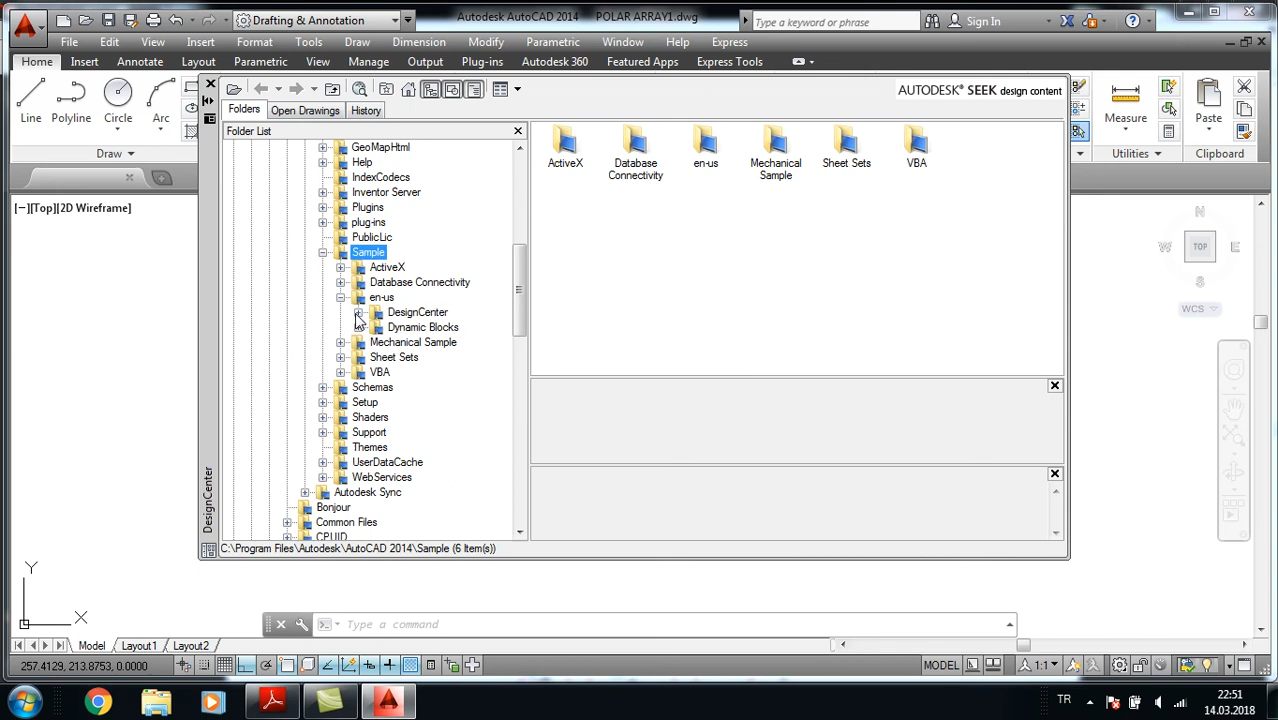 Drafting & Annotation
Autodesk AutoCAD 2014 POLAR ARRAY1.dwg
Type a keyword or phrase
Sign In
File Edit View Insert Format Tools Draw Dimension Modify Parametric Window Help Express
Home Insert Annotate Layout Parametric View Manage Output Plug-ins Autodesk 360 Featured Apps Express Tools
Line Polyline Circle Arc
Measure Paste
Draw
Utilities Clipboard
AUTODESK® SEEK design content
Folders Open Drawings History
Folder List
GeoMapHtml
Help
IndexCodecs
Inventor Server
Plugins
plug-ins
PublicLic
Sample
ActiveX
Database Connectivity
en-us
DesignCenter
Dynamic Blocks
Mechanical Sample
Sheet Sets
VBA
Schemas
Setup
Shaders
Support
Themes
UserDataCache
WebServices
Autodesk Sync
Bonjour
Common Files
CPUID
ActiveX
Database Connectivity
en-us
Mechanical Sample
Sheet Sets
VBA
DesignCenter
C:\Program Files\Autodesk\AutoCAD 2014\Sample (6 Item(s))
[−][Top][2D Wireframe]
N
W TOP E
S
WCS
Y
X
Type a command
Model Layout1 Layout2
257.4129, 213.8753, 0.0000
MODEL
1:1
TR
22:51
14.03.2018